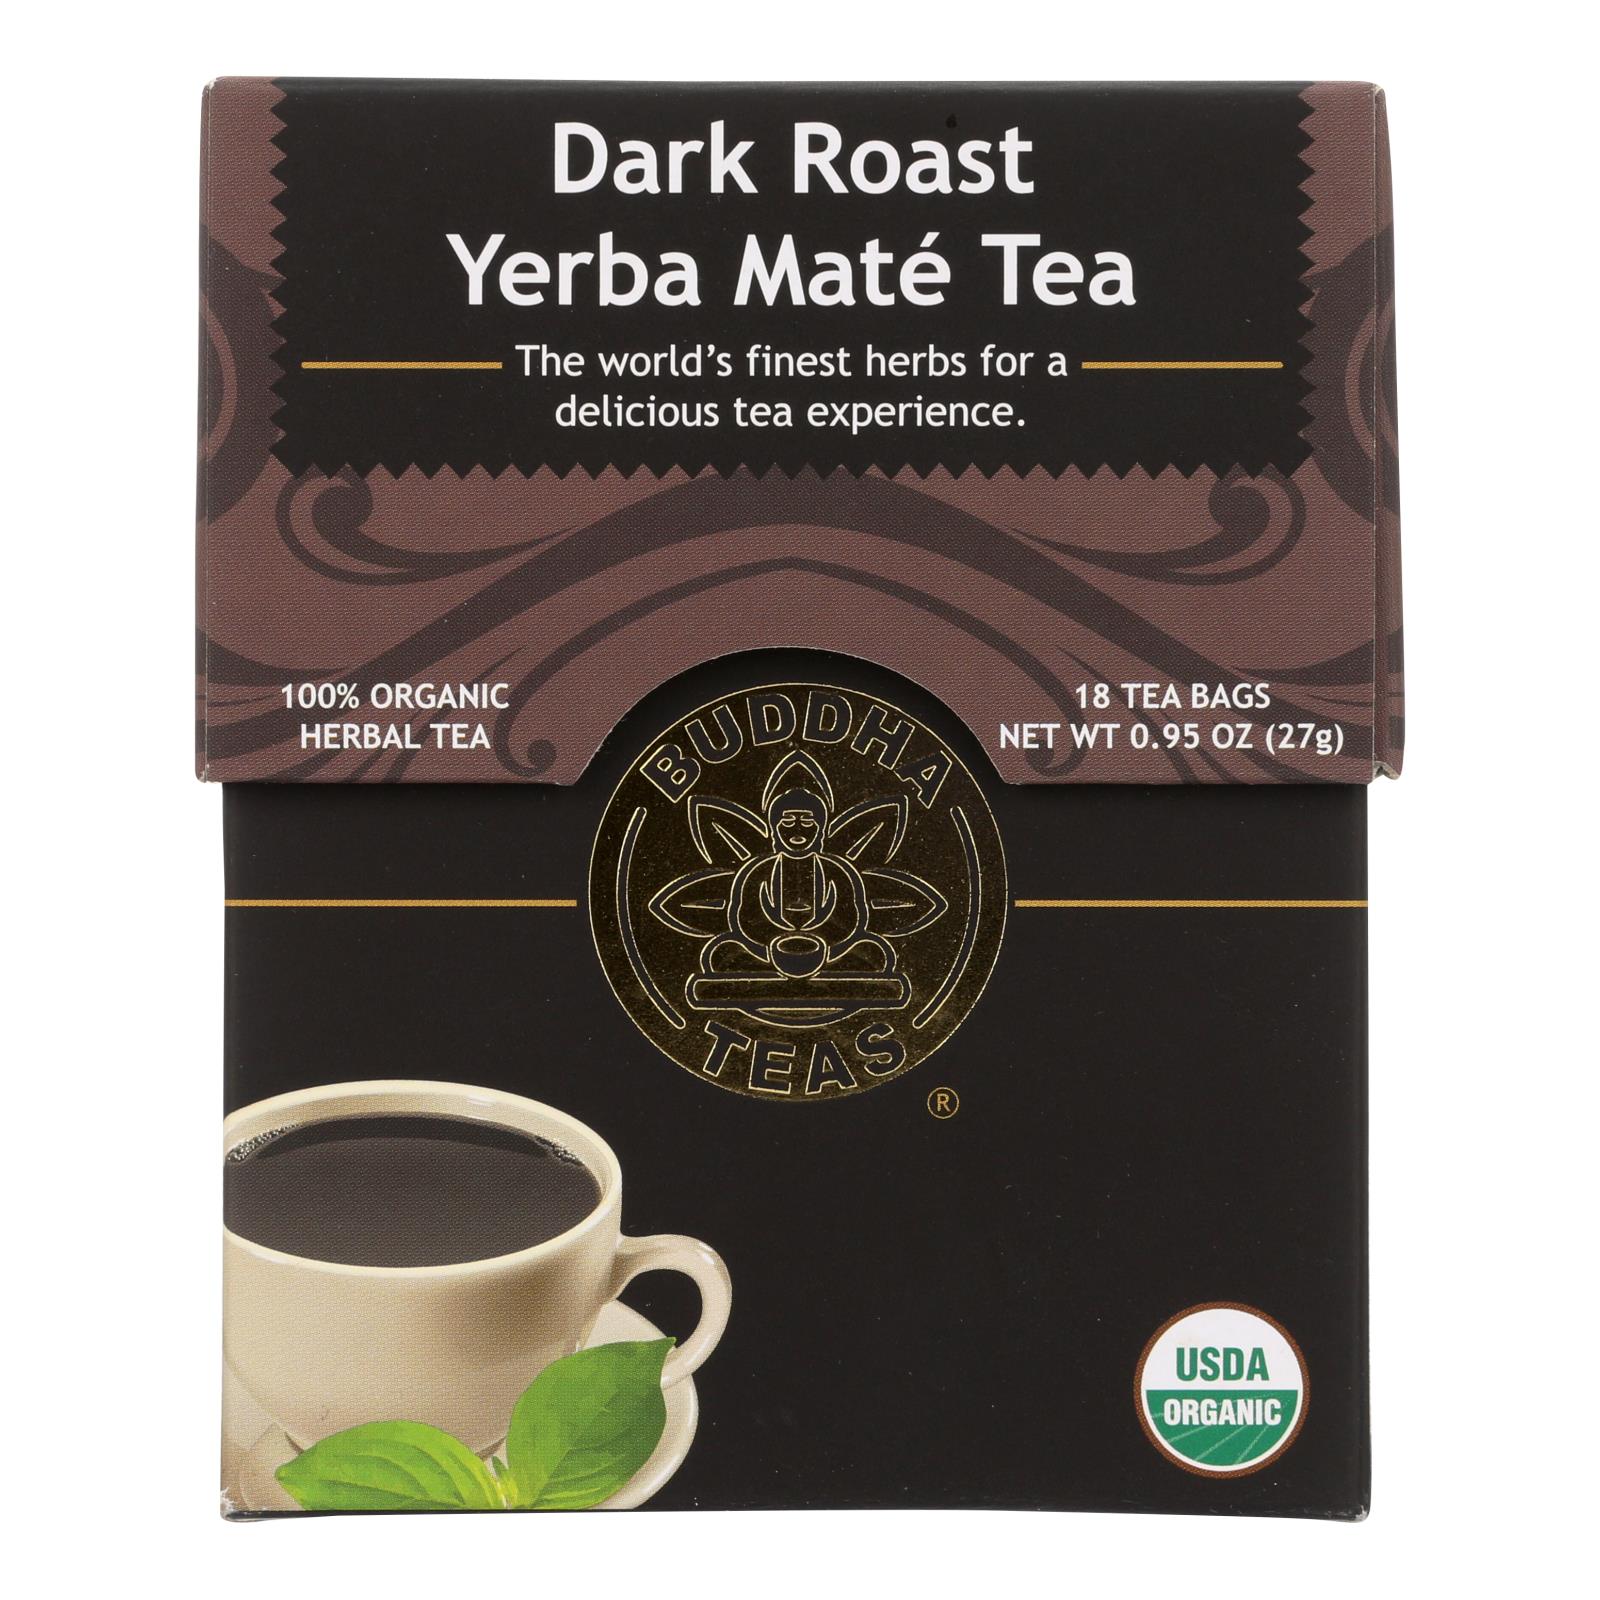 Dark Roast
Yerba Maté Tea
The world's finest herbs for a
delicious tea experience.
100% ORGANIC
HERBAL TEA
18 TEA BAGS
NET WT 0.95 OZ (27g)
BUDDHA
TEAS
®
USDA
ORGANIC